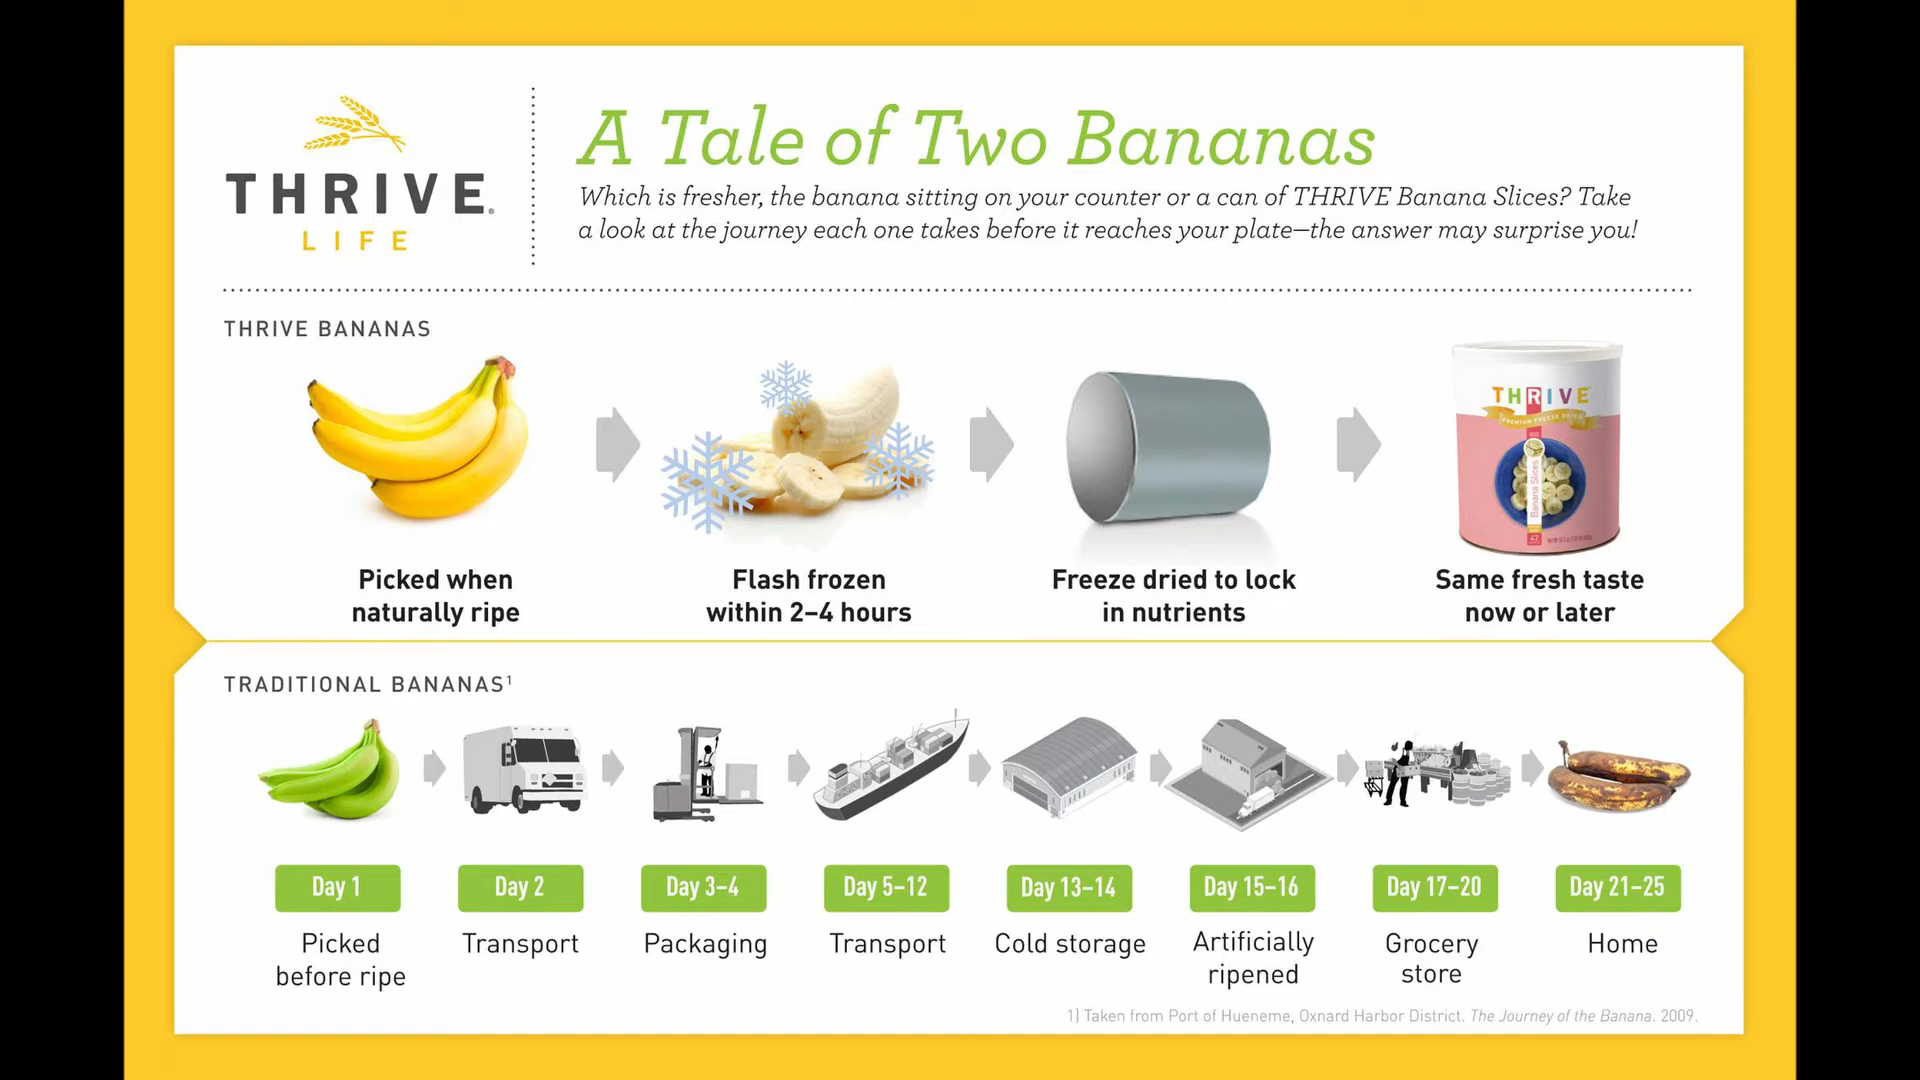 THRIVE
LIFE
A Tale of Two Bananas
Which is fresher, the banana sitting on your counter or a can of THRIVE Banana Slices? Take
a look at the journey each one takes before it reaches your plate—the answer may surprise you!
THRIVE BANANAS
THRIVE
PREMIUM FREEZE DRIED
Banana Slices
42
Picked when
naturally ripe
Flash frozen
within 2–4 hours
Freeze dried to lock
in nutrients
Same fresh taste
now or later
TRADITIONAL BANANAS¹
Day 1
Day 2
Day 3–4
Day 5–12
Day 13–14
Day 15–16
Day 17–20
Day 21–25
Picked
before ripe
Transport
Packaging
Transport
Cold storage
Artificially
ripened
Grocery
store
Home
1) Taken from Port of Hueneme, Oxnard Harbor District. The Journey of the Banana. 2009.